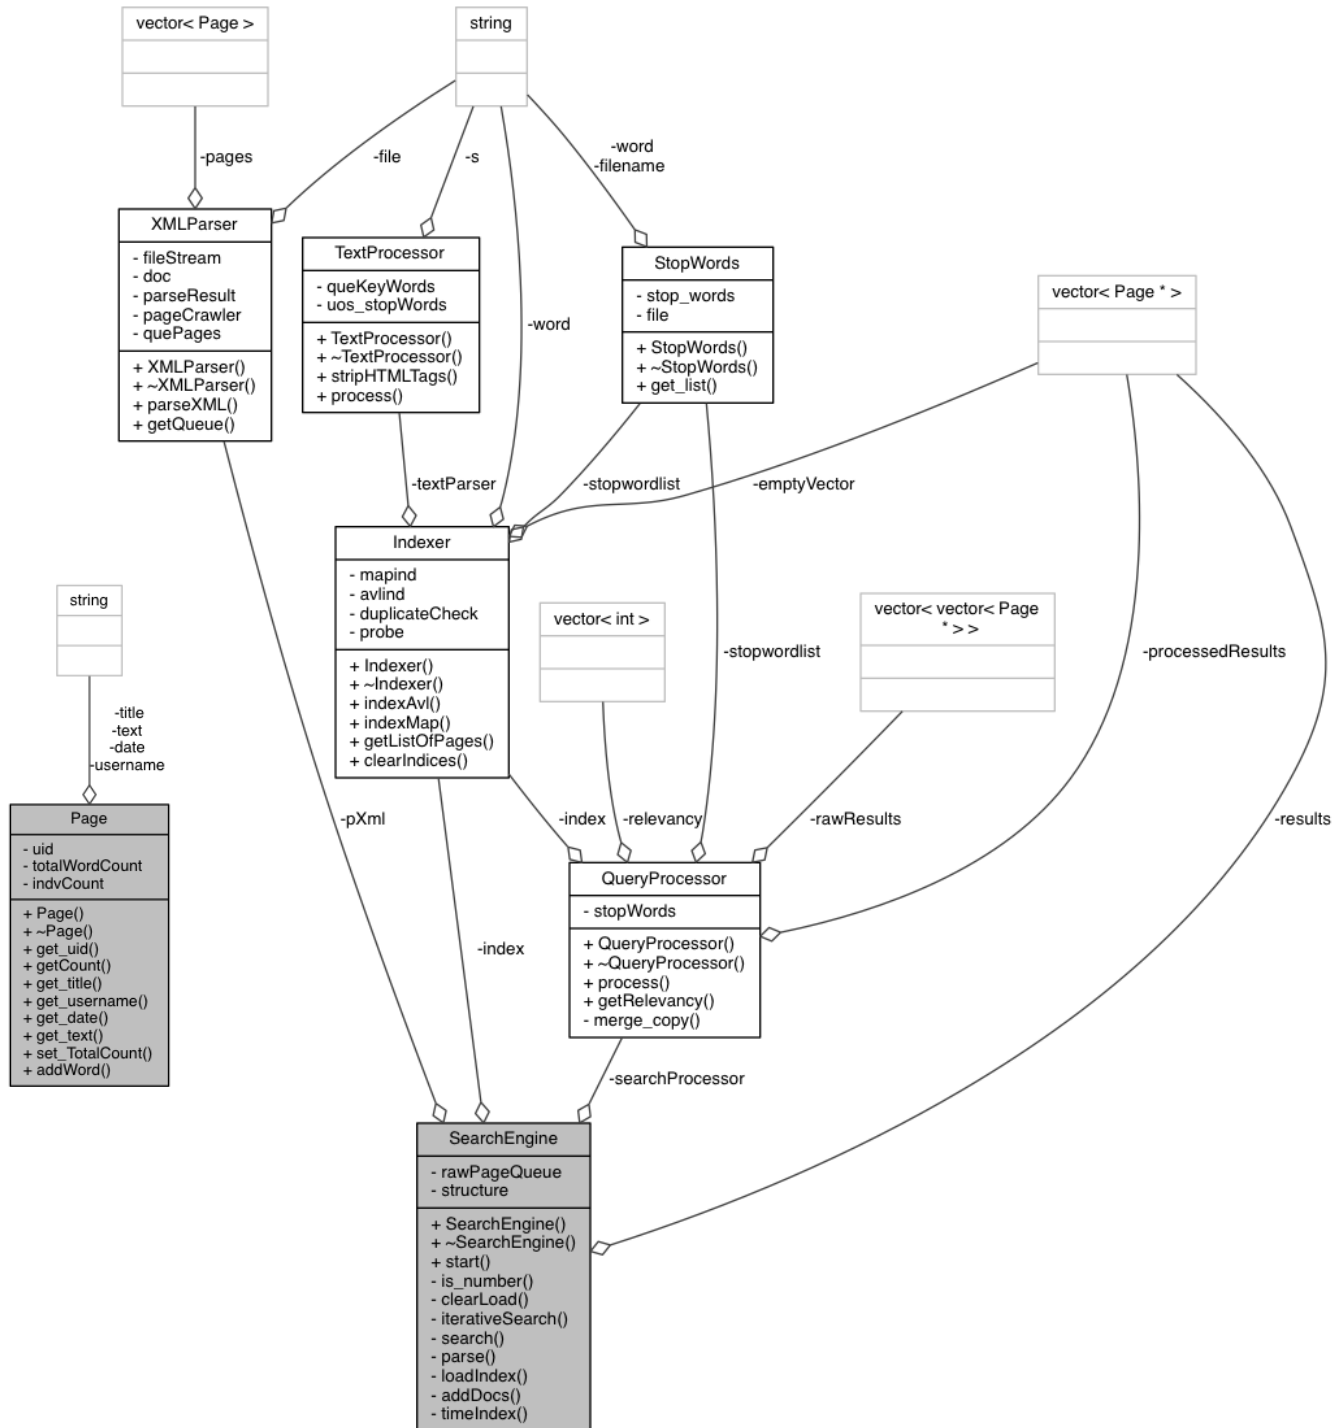 vector< Page >
string
-pages
-file
-s
-word
-filename
XMLParser
- fileStream
- doc
- parseResult
- pageCrawler
- quePages
+ XMLParser()
+ ~XMLParser()
+ parseXML()
+ getQueue()
TextProcessor
- queKeyWords
- uos_stopWords
+ TextProcessor()
+ ~TextProcessor()
+ stripHTMLTags()
+ process()
-word
StopWords
- stop_words
- file
+ StopWords()
+ ~StopWords()
+ get_list()
vector< Page * >
-textParser
-stopwordlist
-emptyVector
Indexer
- mapind
- avlind
- duplicateCheck
- probe
+ Indexer()
+ ~Indexer()
+ indexAvl()
+ indexMap()
+ getListOfPages()
+ clearIndices()
string
vector< int >
vector< vector< Page
* > >
-stopwordlist
-processedResults
-title
-text
-date
-username
Page
- uid
- totalWordCount
- indvCount
+ Page()
+ ~Page()
+ get_uid()
+ getCount()
+ get_title()
+ get_username()
+ get_date()
+ get_text()
+ set_TotalCount()
+ addWord()
-pXml
-index
-relevancy
-rawResults
-results
QueryProcessor
- stopWords
+ QueryProcessor()
+ ~QueryProcessor()
+ process()
+ getRelevancy()
- merge_copy()
-index
-searchProcessor
SearchEngine
- rawPageQueue
- structure
+ SearchEngine()
+ ~SearchEngine()
+ start()
- is_number()
- clearLoad()
- iterativeSearch()
- search()
- parse()
- loadIndex()
- addDocs()
- timeIndex()